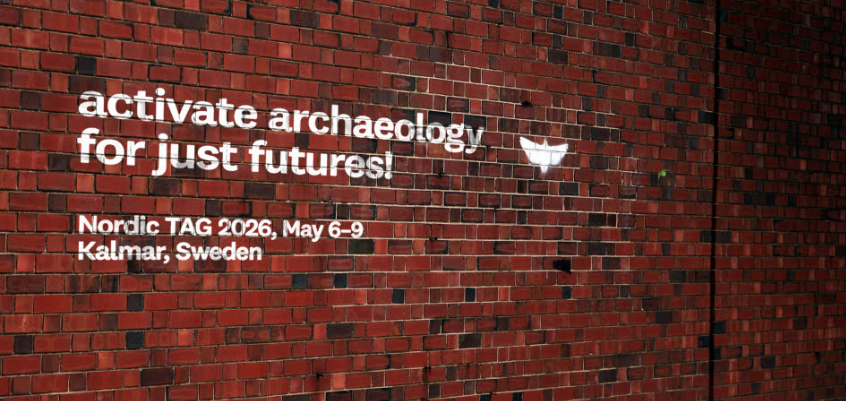 activate archaeology
for just futures!
Nordic TAG 2026, May 6–9
Kalmar, Sweden